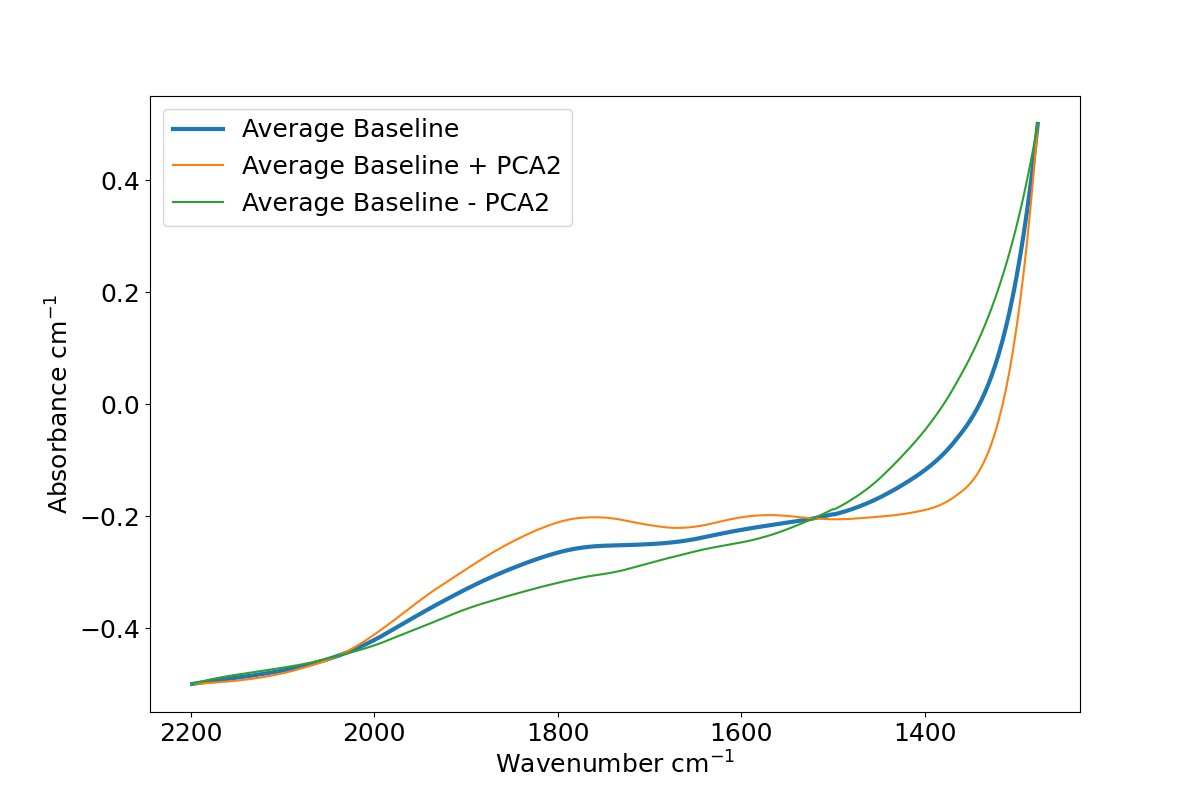 Average Baseline
Average Baseline + PCA2
Average Baseline - PCA2
0.4
0.2
0.0
−0.2
−0.4
Absorbance cm⁻¹
2200 2000 1800 1600 1400
Wavenumber cm⁻¹